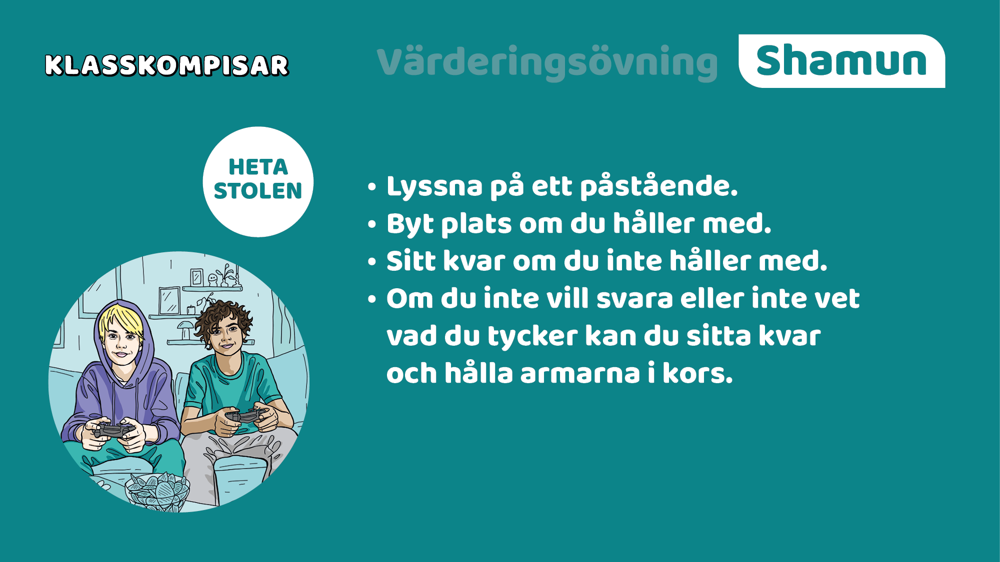 KLASSKOMPISAR
Värderingsövning
Shamun
HETA
STOLEN
• Lyssna på ett påstående.
• Byt plats om du håller med.
• Sitt kvar om du inte håller med.
• Om du inte vill svara eller inte vet
vad du tycker kan du sitta kvar
och hålla armarna i kors.